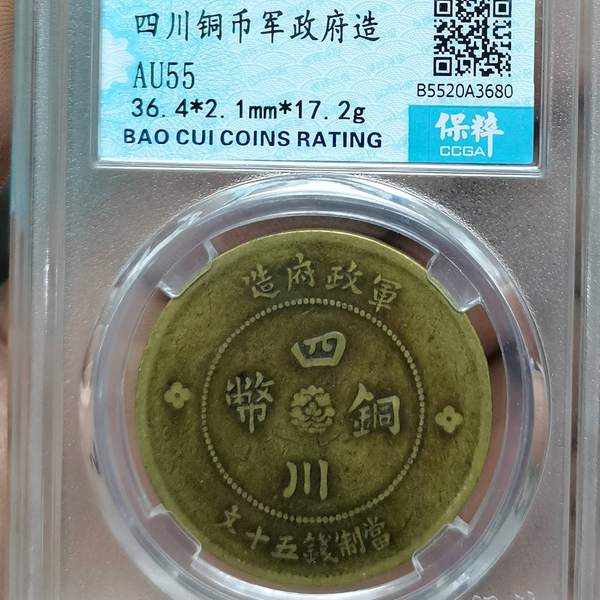 四川铜币军政府造
AU55
36.4*2.1mm*17.2g
BAO CUI COINS RATING
B5520A3680
保粹
CCGA
軍政府造
四川銅幣
當制錢五十文